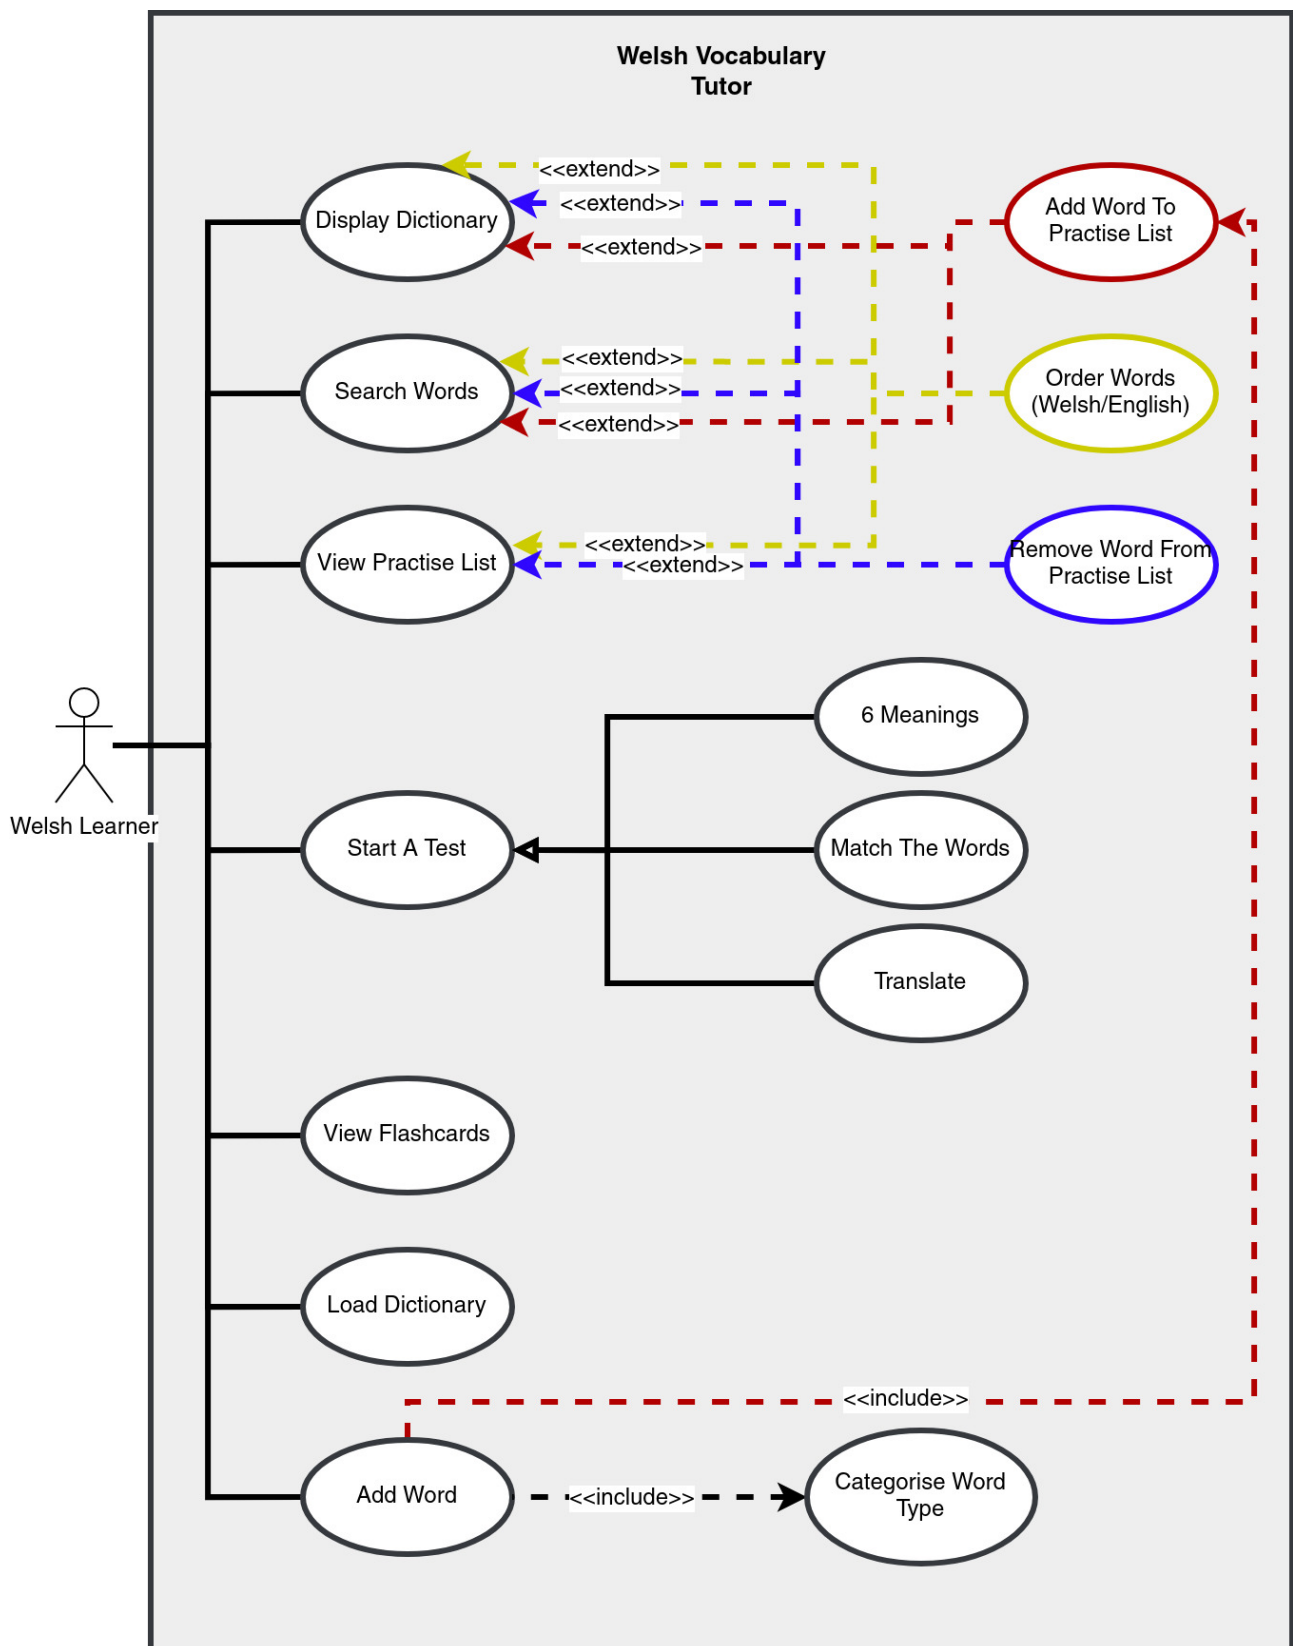 Welsh Vocabulary
Tutor
<<extend>>
Display Dictionary
<<extend>>
<<extend>>
Add Word To
Practise List
Search Words
<<extend>>
<<extend>>
<<extend>>
Order Words
(Welsh/English)
View Practise List
<<extend>>
<<extend>>
Remove Word From
Practise List
6 Meanings
Welsh Learner
Start A Test
Match The Words
Translate
View Flashcards
Load Dictionary
<<include>>
Add Word
<<include>>
Categorise Word
Type